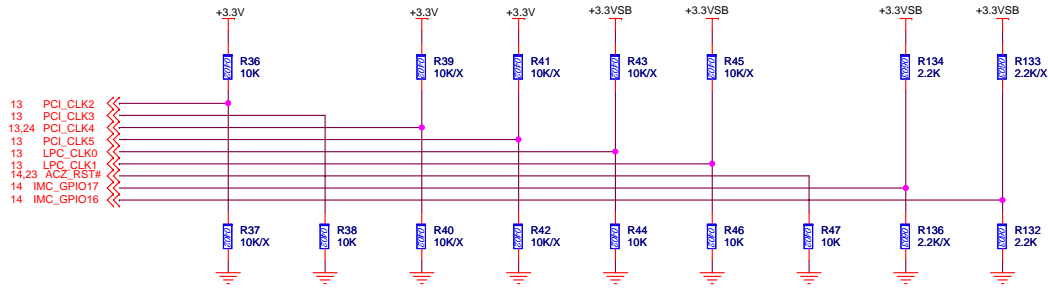 +3.3V +3.3V +3.3V +3.3VSB +3.3VSB +3.3VSB +3.3VSB
R36 R39 R41 R43 R45 R134 R133
10K 10K/X 10K/X 10K/X 10K/X 2.2K 2.2K/X
13 PCI_CLK2
13 PCI_CLK3
13,24 PCI_CLK4
13 PCI_CLK5
13 LPC_CLK0
13 LPC_CLK1
14,23 ACZ_RST#
14 IMC_GPIO17
14 IMC_GPIO16
R37 R38 R40 R42 R44 R46 R47 R136 R132
10K/X 10K 10K/X 10K/X 10K 10K 10K 2.2K/X 2.2K